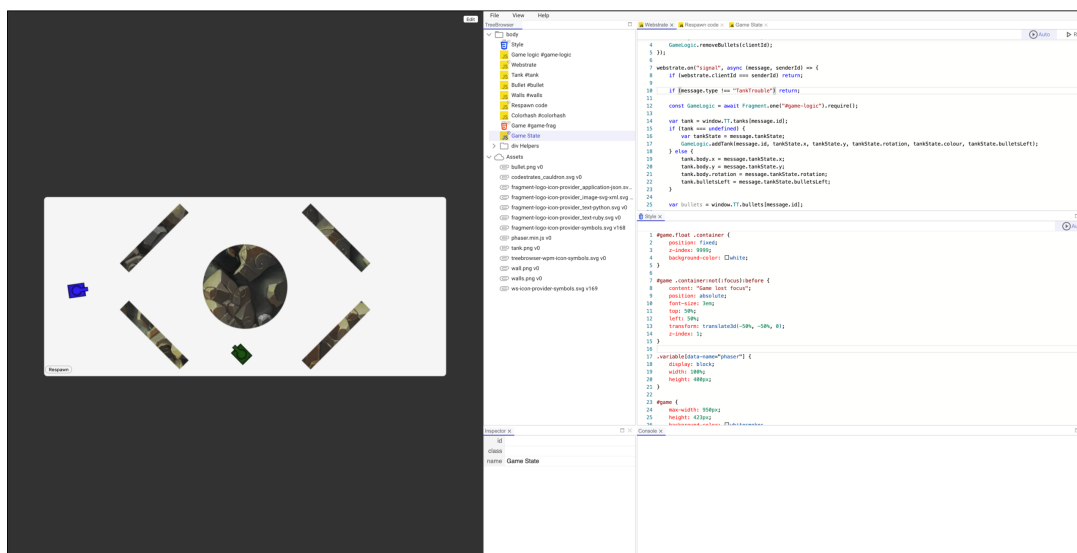 Edit
Respawn
File View Help
TreeBrowser
body
Style
Game logic #game-logic
Webstrate
Tank #tank
Bullet #bullet
Walls #walls
Respawn code
Colorhash #colorhash
Game #game-frag
Game State
div Helpers
Assets
bullet.png v0
codestrates_cauldron.svg v0
fragment-logo-icon-provider_application-json.sv...
fragment-logo-icon-provider_image-svg-xml.svg ...
fragment-logo-icon-provider_text-python.svg v0
fragment-logo-icon-provider_text-ruby.svg v0
fragment-logo-icon-provider-symbols.svg v168
phaser.min.js v0
tank.png v0
treebrowser-wpm-icon-symbols.svg v0
wall.png v0
walls.png v0
ws-icon-provider-symbols.svg v169
Inspector ×
id
class
name Game State
Webstrate × Respawn code × Game State ×
Auto R
4 GameLogic.removeBullets(clientId);
5 });
6
7 webstrate.on("signal", async (message, senderId) => {
8 if (webstrate.clientId === senderId) return;
9
10 if (message.type !== "TankTrouble") return;
11
12 const GameLogic = await Fragment.one("#game-logic").require();
13
14 var tank = window.TT.tanks[message.id];
15 if (tank === undefined) {
16 var tankState = message.tankState;
17 GameLogic.addTank(message.id, tankState.x, tankState.y, tankState.rotation, tankState.colour, tankState.bulletsLeft);
18 } else {
19 tank.body.x = message.tankState.x;
20 tank.body.y = message.tankState.y;
21 tank.body.rotation = message.tankState.rotation;
22 tank.bulletsLeft = message.tankState.bulletsLeft;
23 }
24
25 var bullets = window.TT.bullets[message.id];
Style ×
Au
1 #game.float .container {
2 position: fixed;
3 z-index: 9999;
4 background-color: white;
5 }
6
7 #game .container:not(:focus):before {
8 content: "Game lost focus";
9 position: absolute;
10 font-size: 3em;
11 top: 50%;
12 left: 50%;
13 transform: translate3d(-50%, -50%, 0);
14 z-index: 1;
15 }
16
17 .variable[data-name="phaser"] {
18 display: block;
19 width: 100%;
20 height: 400px;
21 }
22
23 #game {
24 max-width: 950px;
25 height: 423px;
26 background-color: whitesmoke;
Console ×